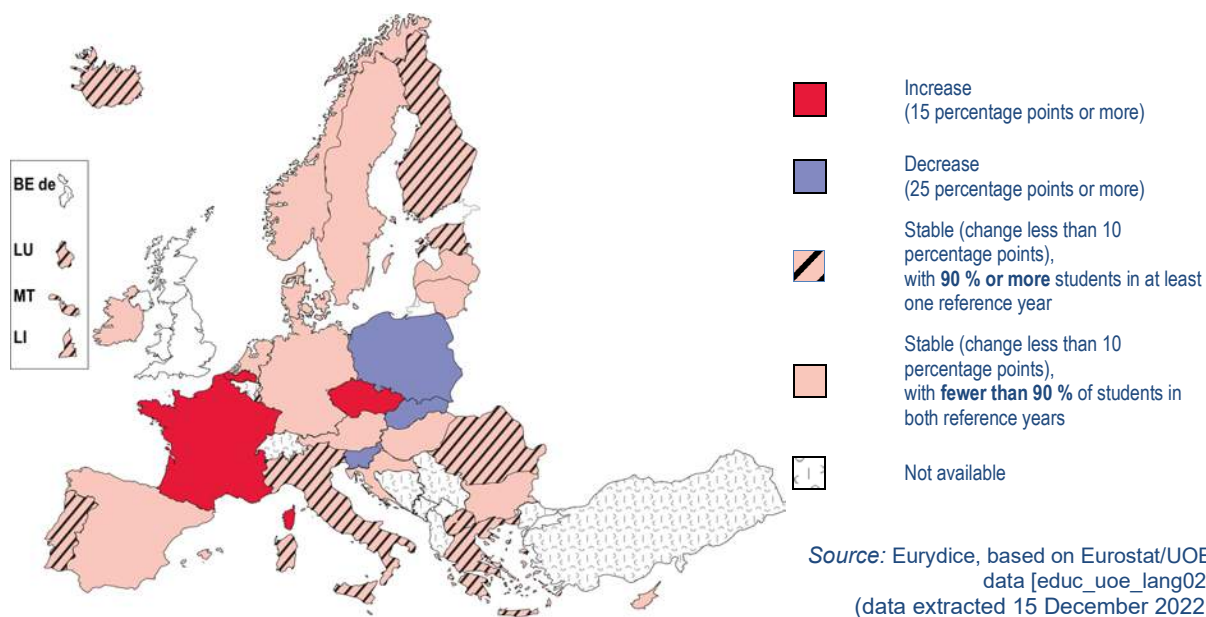 BE de
LU
MT
LI
Increase
(15 percentage points or more)
Decrease
(25 percentage points or more)
Stable (change less than 10
percentage points),
with 90 % or more students in at least
one reference year
Stable (change less than 10
percentage points),
with fewer than 90 % of students in
both reference years
Not available
Source: Eurydice, based on Eurostat/UOE
data [educ_uoe_lang02
(data extracted 15 December 2022